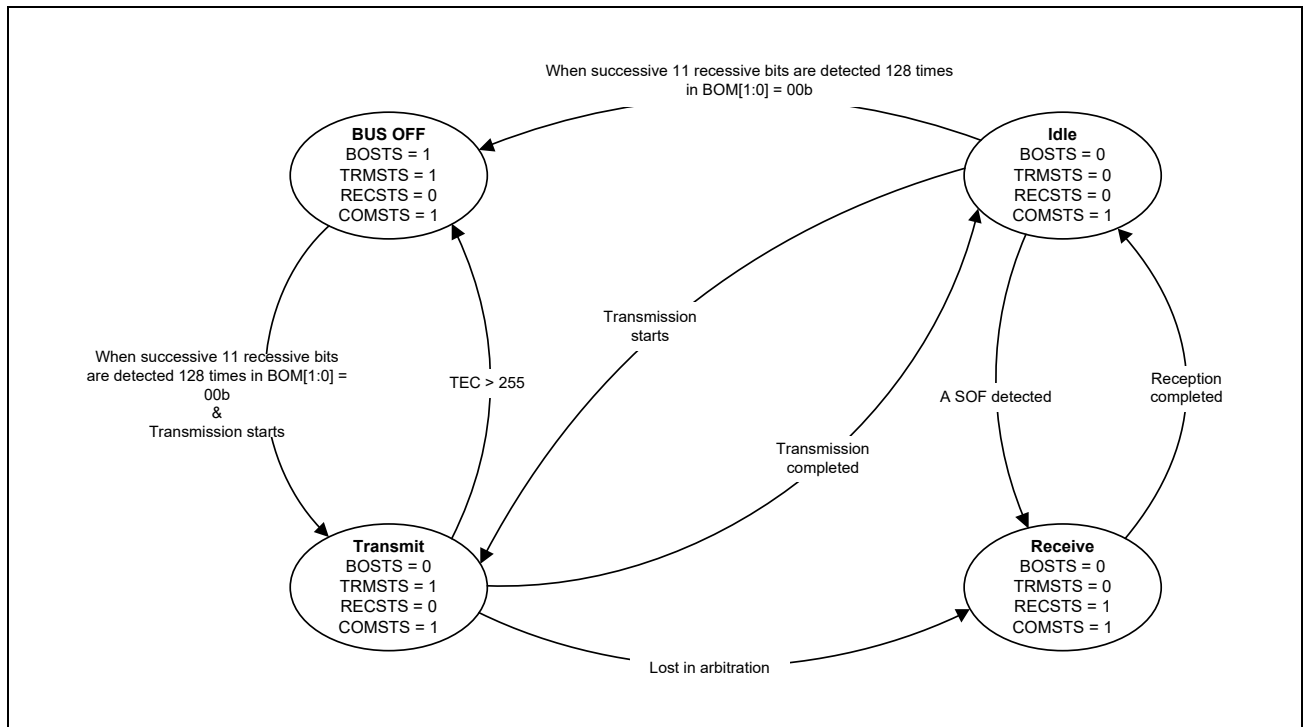 When successive 11 recessive bits are detected 128 times
in BOM[1:0] = 00b
BUS OFF
BOSTS = 1
TRMSTS = 1
RECSTS = 0
COMSTS = 1
Idle
BOSTS = 0
TRMSTS = 0
RECSTS = 0
COMSTS = 1
Transmission
starts
When successive 11 recessive bits
are detected 128 times in BOM[1:0] =
00b
&
Transmission starts
TEC > 255
A SOF detected
Reception
completed
Transmission
completed
Transmit
BOSTS = 0
TRMSTS = 1
RECSTS = 0
COMSTS = 1
Receive
BOSTS = 0
TRMSTS = 0
RECSTS = 1
COMSTS = 1
Lost in arbitration